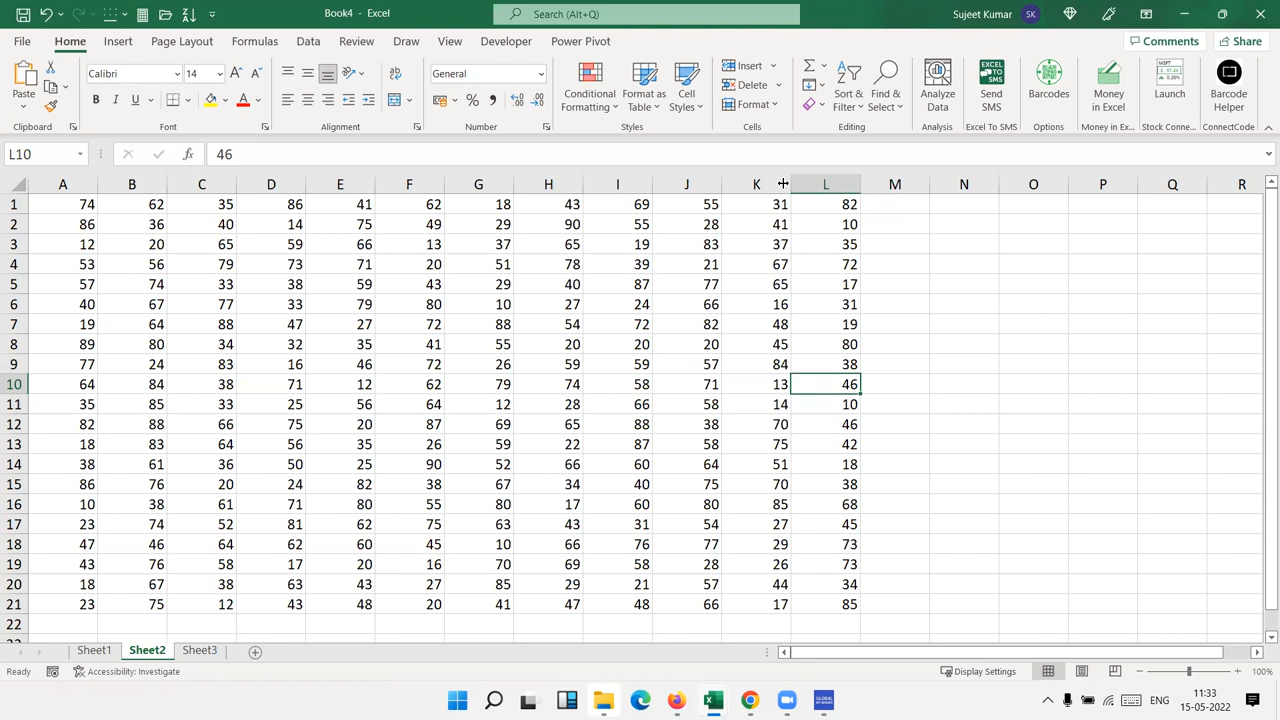 Book4 - Excel
Search (Alt+Q)
Sujeet Kumar
SK
File Home Insert Page Layout Formulas Data Review View Draw Developer Power Pivot
Comments
Share
Paste
Calibri 14
B I U
General
Conditional Formatting
Format as Table
Cell Styles
Insert
Delete
Format
Sort & Filter
Find & Select
Analyze Data
Send SMS
Barcodes
Money in Excel
Launch
Barcode Helper
Clipboard Font Alignment Number Styles Cells Editing Analysis Excel To SMS Options Money in Ex... Stock Conne... ConnectCode
L10 fx 46
A B C D E F G H I J K L M N O P Q R
1 74 62 35 86 41 62 18 43 69 55 31 82
2 86 36 40 14 75 49 29 90 55 28 41 10
3 12 20 65 59 66 13 37 65 19 83 37 35
4 53 56 79 73 71 20 51 78 39 21 67 72
5 57 74 33 38 59 43 29 40 87 77 65 17
6 40 67 77 33 79 80 10 27 24 66 16 31
7 19 64 88 47 27 72 88 54 72 82 48 19
8 89 80 34 32 35 41 55 20 20 20 45 80
9 77 24 83 16 46 72 26 59 59 57 84 38
10 64 84 38 71 12 62 79 74 58 71 13 46
11 35 85 33 25 56 64 12 28 66 58 14 10
12 82 88 66 75 20 87 69 65 88 38 70 46
13 18 83 64 56 35 26 59 22 87 58 75 42
14 38 61 36 50 25 90 52 66 60 64 51 18
15 86 76 20 24 82 38 67 34 40 75 70 38
16 10 38 61 71 80 55 80 17 60 80 85 68
17 23 74 52 81 62 75 63 43 31 54 27 45
18 47 46 64 62 60 45 10 66 76 77 29 73
19 43 76 58 17 20 16 70 69 58 28 26 73
20 18 67 38 63 43 27 85 29 21 57 44 34
21 23 75 12 43 48 20 41 47 48 66 17 85
22
Sheet1 Sheet2 Sheet3
Ready
Accessibility: Investigate
Display Settings
100%
ENG
11:33
15-05-2022